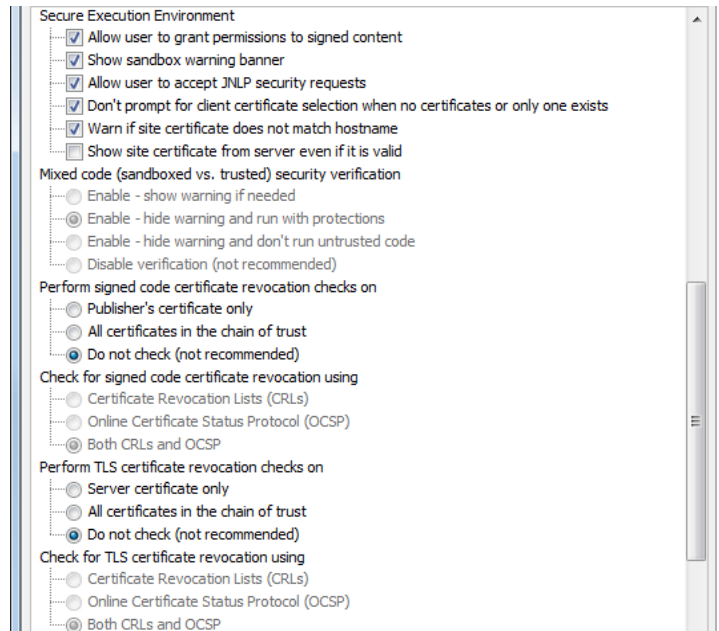 Secure Execution Environment
Allow user to grant permissions to signed content
Show sandbox warning banner
Allow user to accept JNLP security requests
Don't prompt for client certificate selection when no certificates or only one exists
Warn if site certificate does not match hostname
Show site certificate from server even if it is valid
Mixed code (sandboxed vs. trusted) security verification
Enable - show warning if needed
Enable - hide warning and run with protections
Enable - hide warning and don't run untrusted code
Disable verification (not recommended)
Perform signed code certificate revocation checks on
Publisher's certificate only
All certificates in the chain of trust
Do not check (not recommended)
Check for signed code certificate revocation using
Certificate Revocation Lists (CRLs)
Online Certificate Status Protocol (OCSP)
Both CRLs and OCSP
Perform TLS certificate revocation checks on
Server certificate only
All certificates in the chain of trust
Do not check (not recommended)
Check for TLS certificate revocation using
Certificate Revocation Lists (CRLs)
Online Certificate Status Protocol (OCSP)
Both CRLs and OCSP